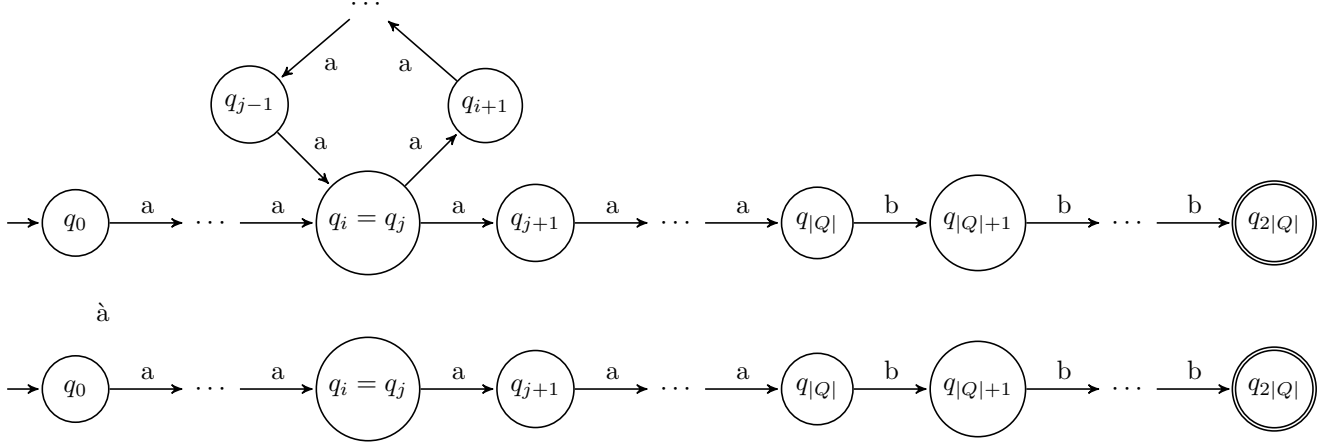 ...
a a
q_{j−1} q_{i+1}
a a
q_0 a ... a q_i = q_j a q_{j+1} a ... a q_{|Q|} b q_{|Q|+1} b ... b q_{2|Q|}
à
q_0 a ... a q_i = q_j a q_{j+1} a ... a q_{|Q|} b q_{|Q|+1} b ... b q_{2|Q|}